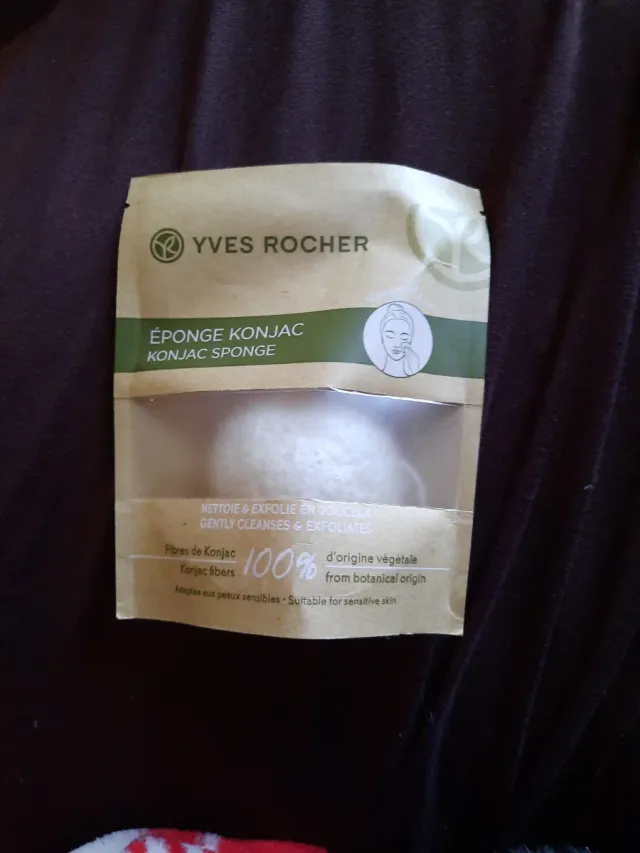 YVES ROCHER
ÉPONGE KONJAC
KONJAC SPONGE
NETTOIE & EXFOLIE EN DOUCEUR
GENTLY CLEANSES & EXFOLIATES
Fibres de Konjac 100% d'origine végétale
Konjac fibers from botanical origin
Adaptée aux peaux sensibles • Suitable for sensitive skin